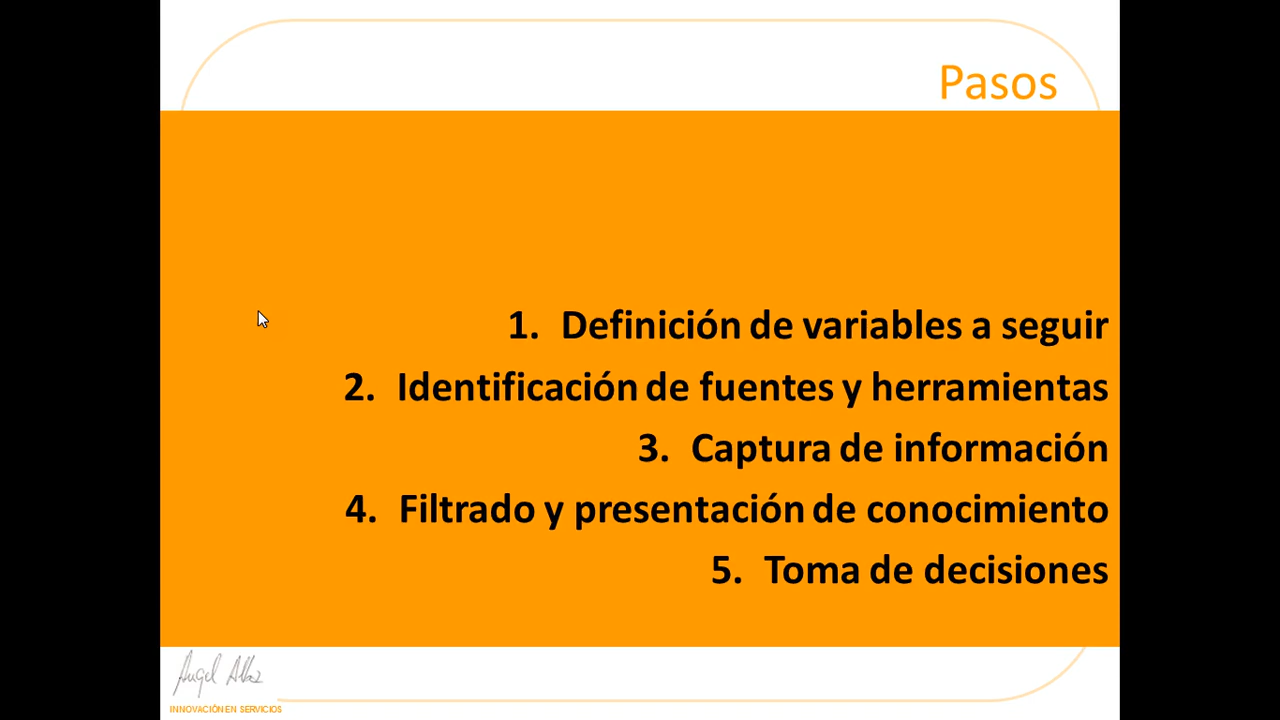 Pasos
1. Definición de variables a seguir
2. Identificación de fuentes y herramientas
3. Captura de información
4. Filtrado y presentación de conocimiento
5. Toma de decisiones
INNOVACIÓN EN SERVICIOS